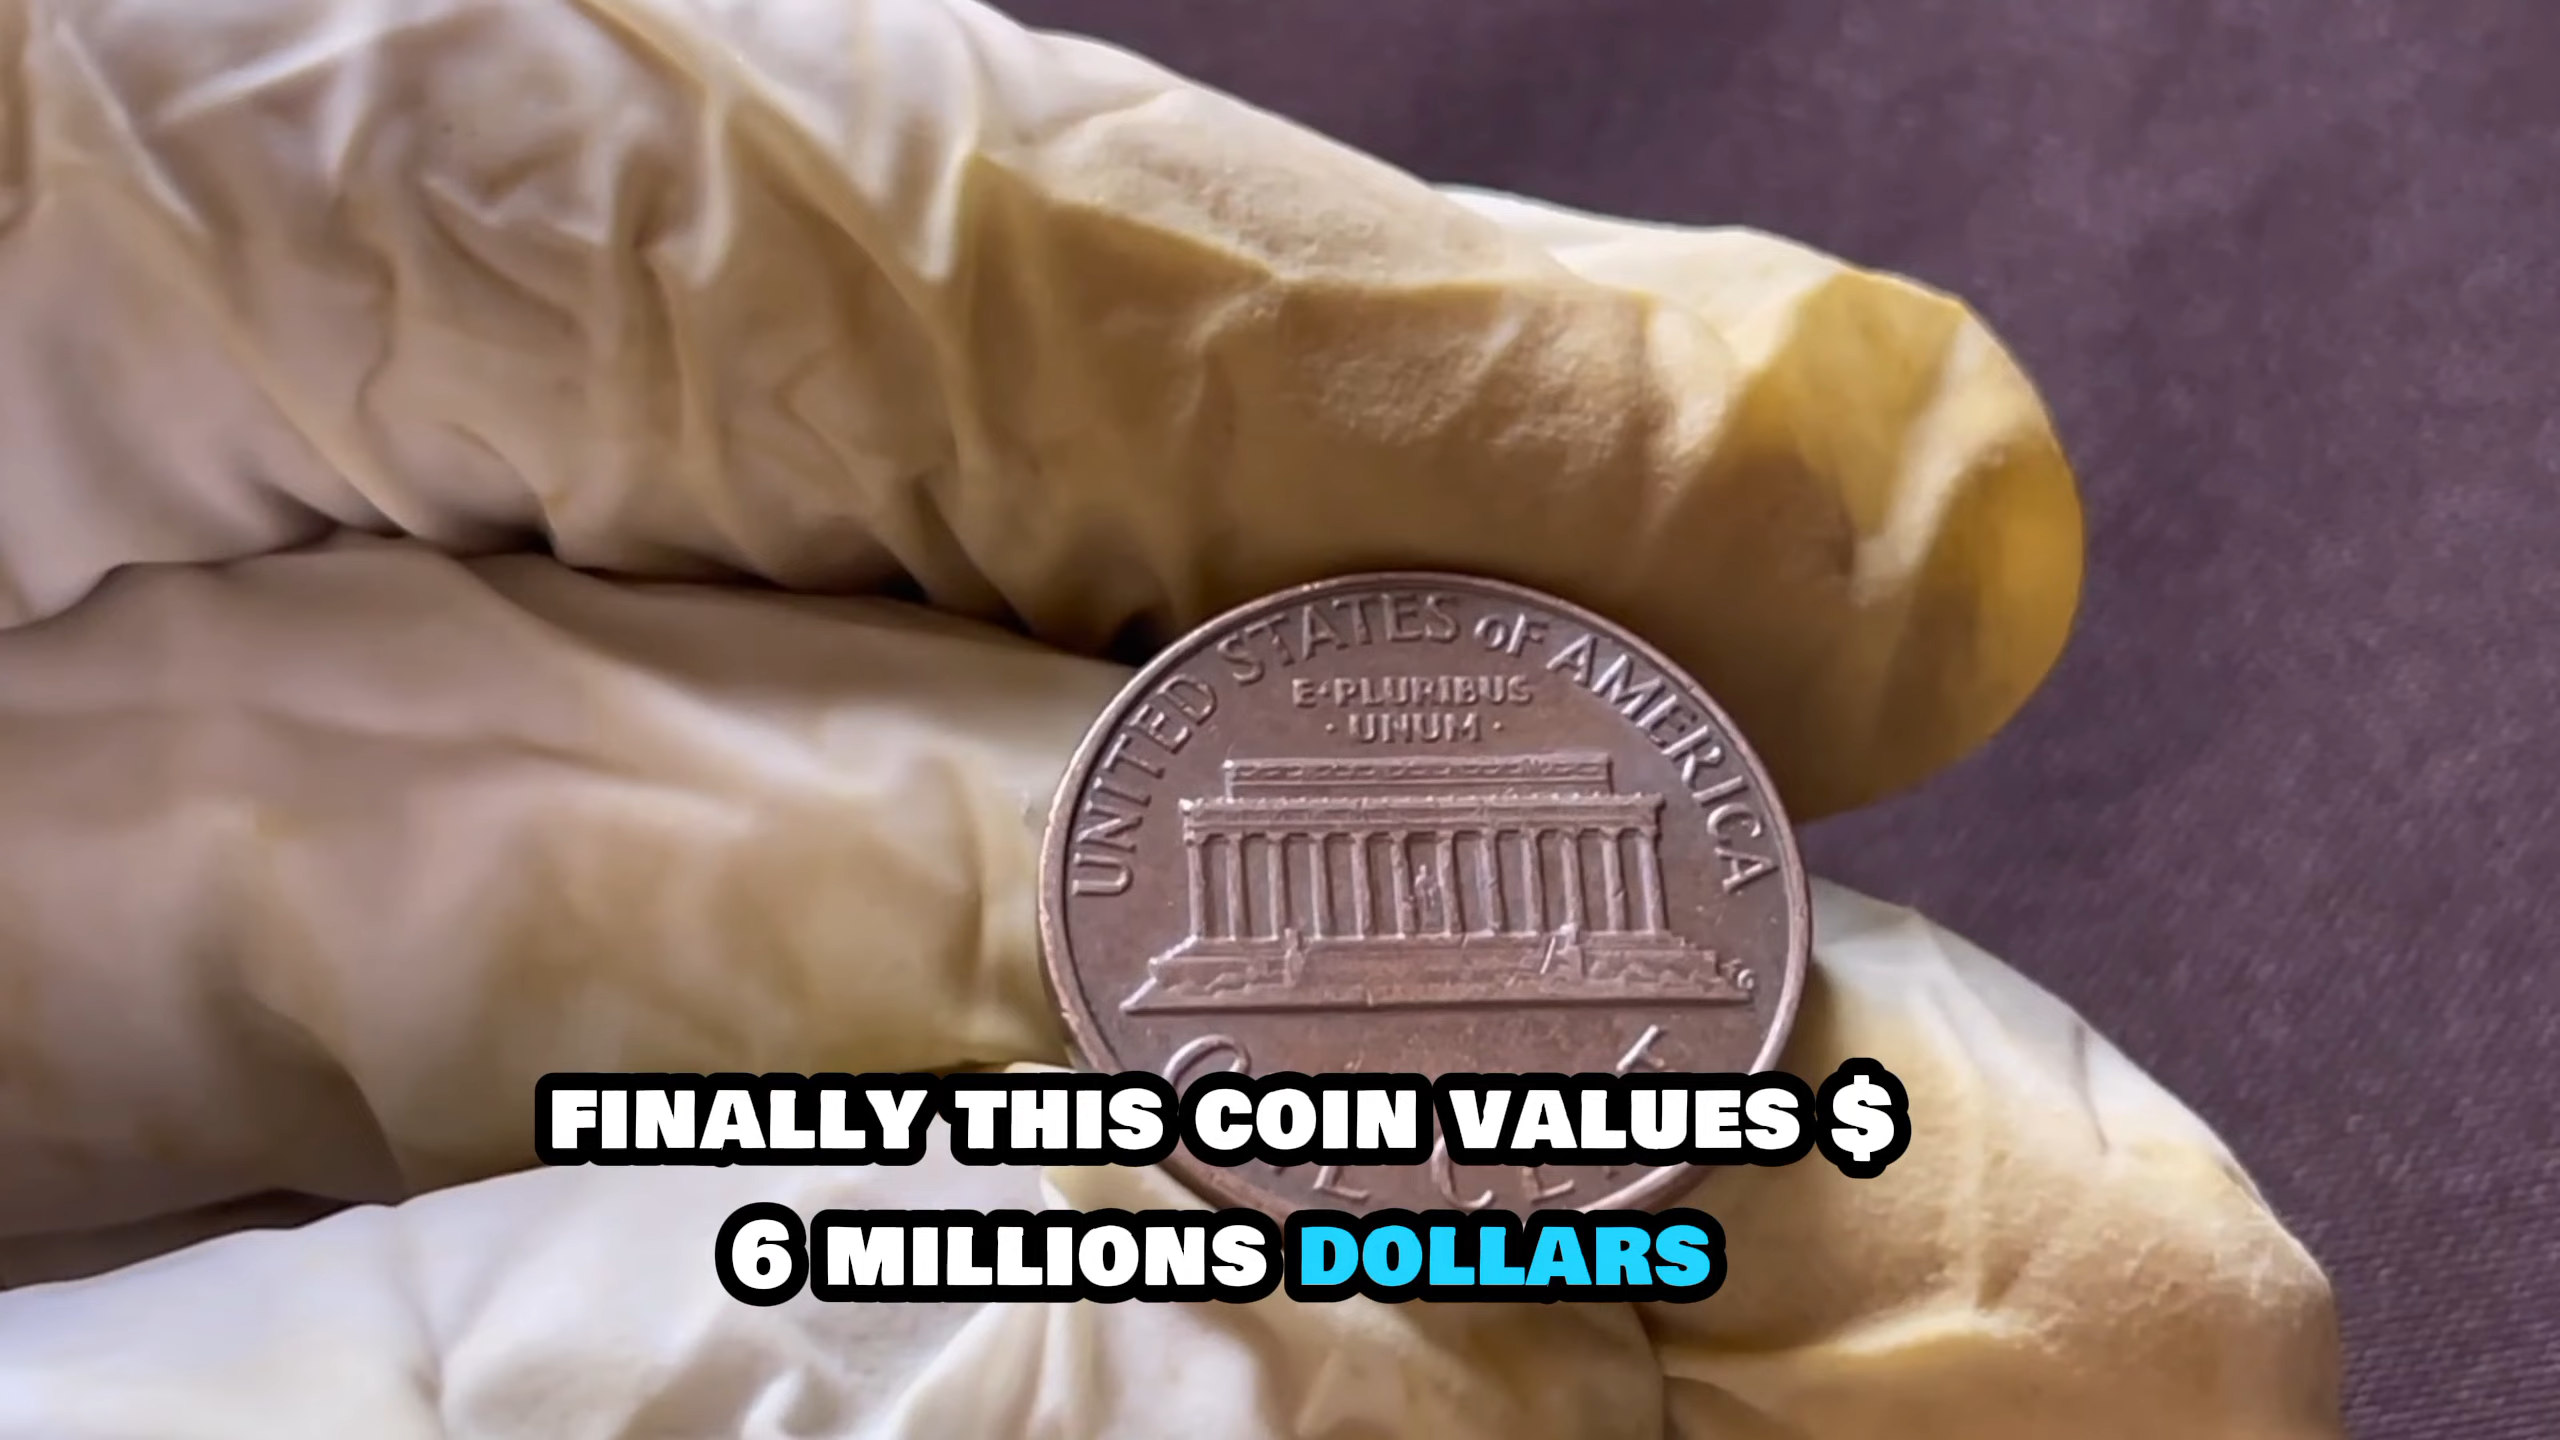 UNITED STATES OF AMERICA
E·PLURIBUS
·UNUM·
FINALLY THIS COIN VALUES $
6 MILLIONS DOLLARS